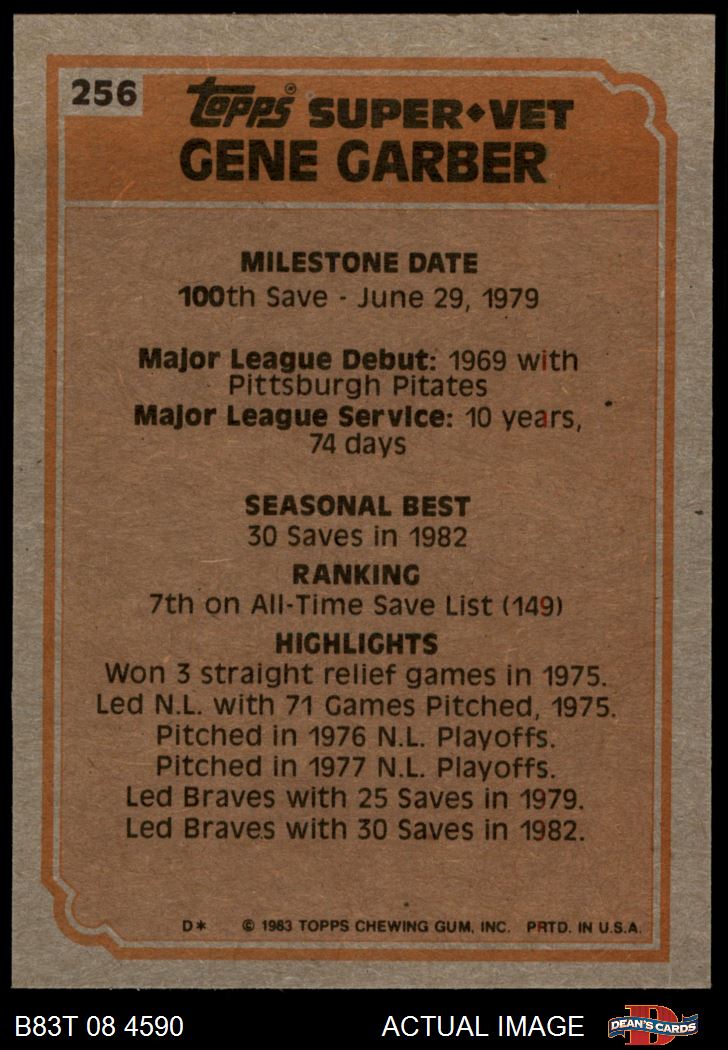 256
Topps® SUPER♦VET
GENE GARBER
MILESTONE DATE
100th Save - June 29, 1979
Major League Debut: 1969 with
Pittsburgh Pitates
Major League Service: 10 years,
74 days
SEASONAL BEST
30 Saves in 1982
RANKING
7th on All-Time Save List (149)
HIGHLIGHTS
Won 3 straight relief games in 1975.
Led N.L. with 71 Games Pitched, 1975.
Pitched in 1976 N.L. Playoffs.
Pitched in 1977 N.L. Playoffs.
Led Braves with 25 Saves in 1979.
Led Braves with 30 Saves in 1982.
D* © 1983 TOPPS CHEWING GUM, INC. PRTD. IN U.S.A.
B83T 08 4590 ACTUAL IMAGE D DEAN'S CARDS